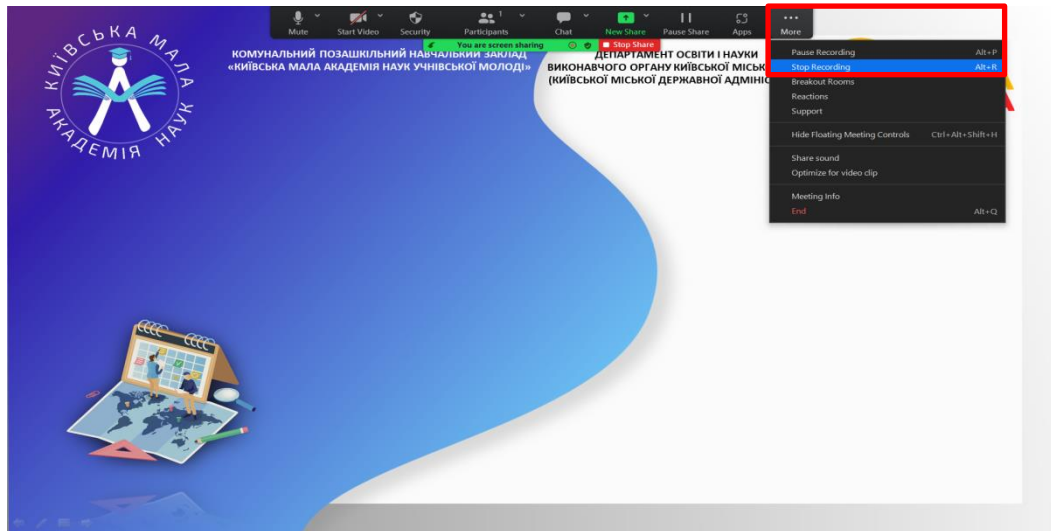 КИЇВСЬКА МАЛА АКАДЕМІЯ НАУК
Mute Start Video Security Participants 1 Chat New Share Pause Share Apps More
You are screen sharing Stop Share
КОМУНАЛЬНИЙ ПОЗАШКІЛЬНИЙ НАВЧАЛЬНИЙ ЗАКЛАД
«КИЇВСЬКА МАЛА АКАДЕМІЯ НАУК УЧНІВСЬКОЇ МОЛОДІ»
ДЕПАРТАМЕНТ ОСВІТИ І НАУКИ
ВИКОНАВЧОГО ОРГАНУ КИЇВСЬКОЇ МІСЬК
(КИЇВСЬКОЇ МІСЬКОЇ ДЕРЖАВНОЇ АДМІНІС
Pause Recording Alt+P
Stop Recording Alt+R
Breakout Rooms
Reactions
Support
Hide Floating Meeting Controls Ctrl+Alt+Shift+H
Share sound
Optimize for video clip
Meeting Info
End Alt+Q